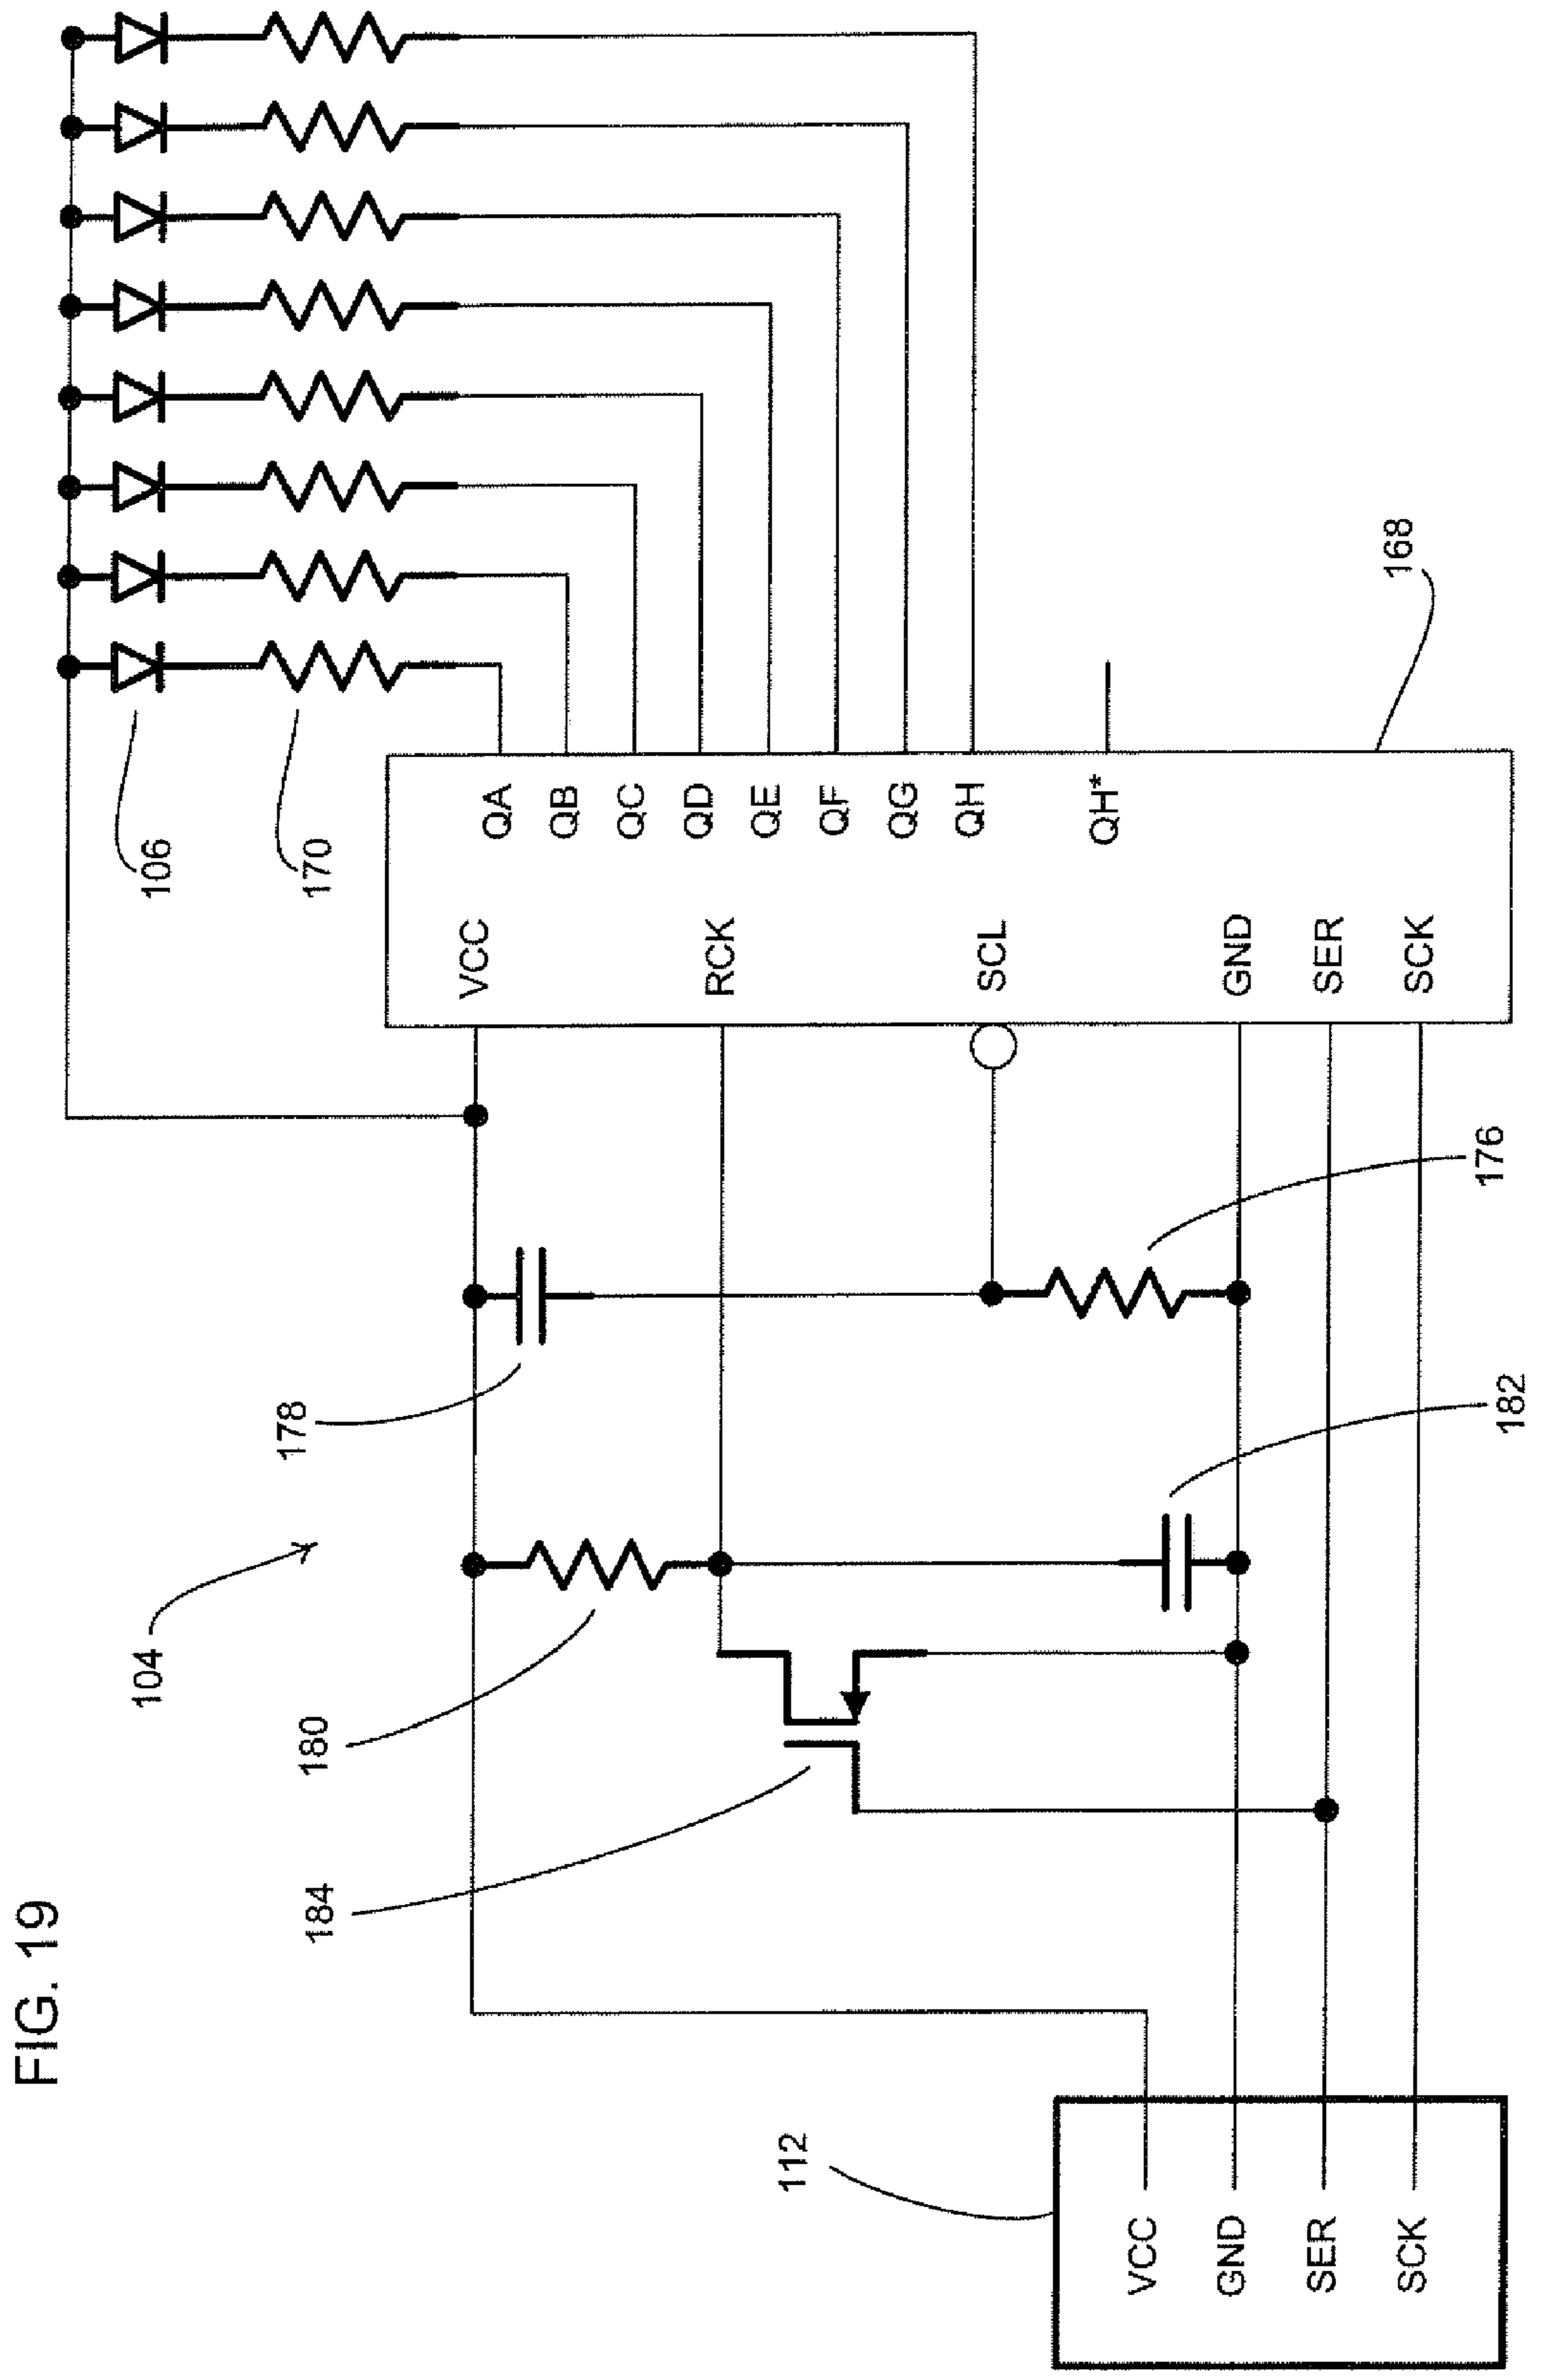 FIG. 19
104
106
170
168
178
176
180
182
184
112
VCC
RCK
SCL
GND
SER
SCK
QA
QB
QC
QD
QE
QF
QG
QH
QH*
VCC
GND
SER
SCK